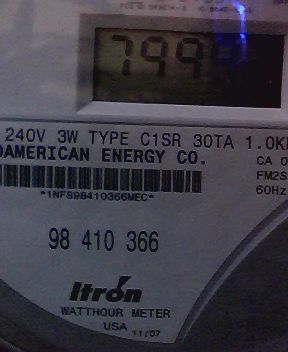 799
240V 3W TYPE C1SR 30TA 1.0K
AMERICAN ENERGY CO.
CA 0
FM2S
60Hz
*1NFS98410366MEC*
98 410 366
Itron
WATTHOUR METER
USA 11/07